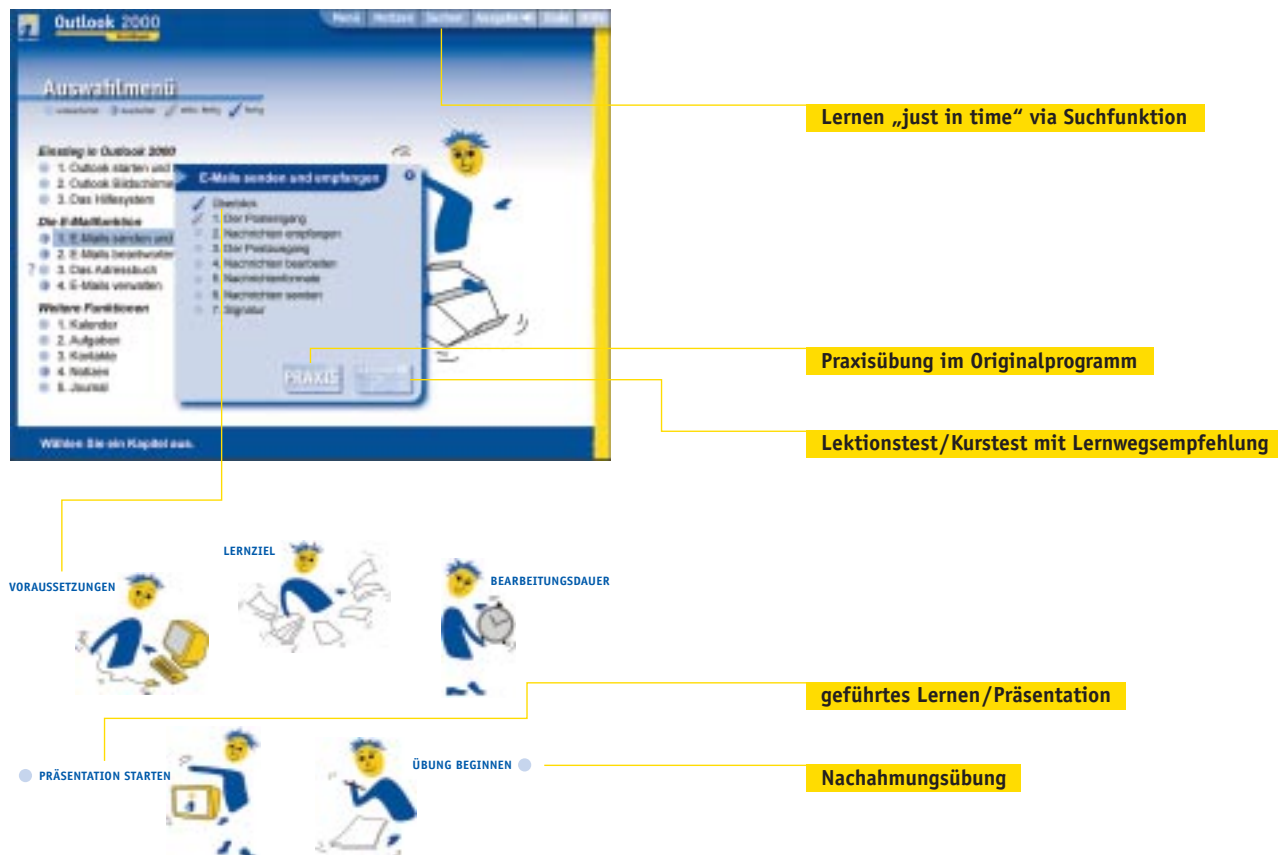 Outlook 2000
Menü Notizen Suchen Ausgabe Ende
Lernen „just in time“ via Suchfunktion
Auswahlmenü
Einstieg in Outlook 2000
1. Outlook starten und
2. Outlook Bildschirme
3. Das Hilfesystem
Die E-Mailfunktion
1. E-Mails senden und
2. E-Mails beantworten
? 3. Das Adressbuch
4. E-Mails verwalten
Weitere Funktionen
1. Kalender
2. Aufgaben
3. Kontakte
4. Notizen
5. Journal
E-Mails senden und empfangen
Überblick
1. Der Posteingang
2. Nachrichten empfangen
3. Der Postausgang
4. Nachrichten bearbeiten
5. Nachrichtenformate
6. Nachrichten senden
7. Signatur
PRAXIS
Praxisübung im Originalprogramm
Wählen Sie ein Kapitel aus.
Lektionstest/Kurstest mit Lernwegsempfehlung
LERNZIEL
VORAUSSETZUNGEN
BEARBEITUNGSDAUER
geführtes Lernen/Präsentation
PRÄSENTATION STARTEN
ÜBUNG BEGINNEN
Nachahmungsübung